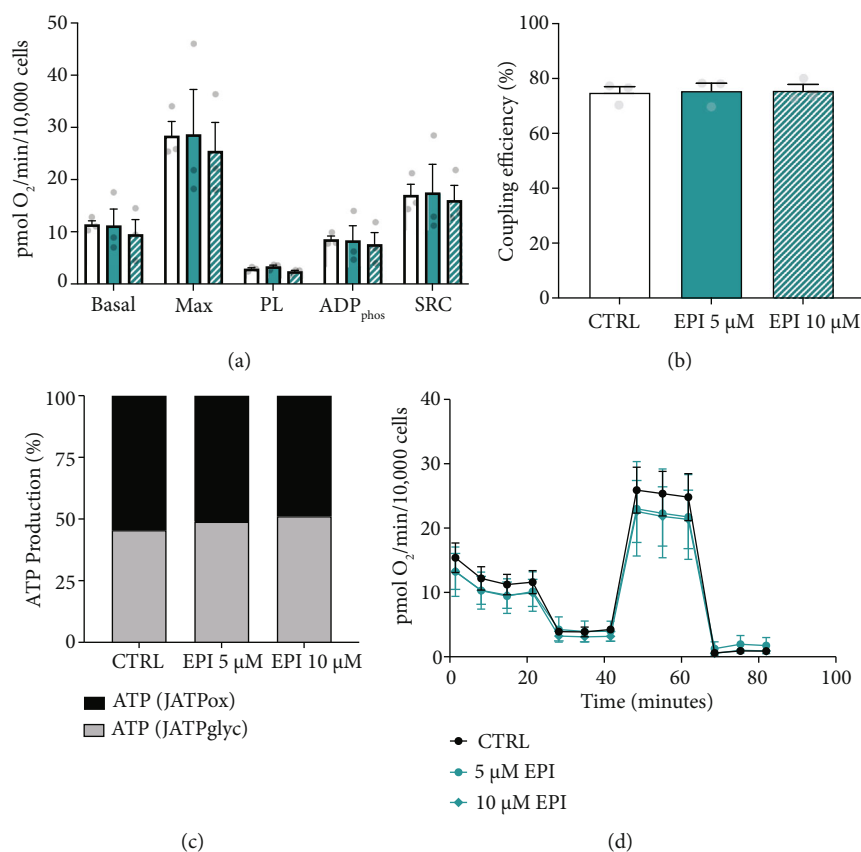 50
40
30
20
10
0
pmol O₂/min/10,000 cells
Basal Max PL ADPphos SRC
(a)
100
80
60
40
20
0
Coupling efficiency (%)
CTRL EPI 5 µM EPI 10 µM
(b)
100
75
50
25
0
ATP Production (%)
CTRL EPI 5 µM EPI 10 µM
ATP (JATPox)
ATP (JATPglyc)
(c)
40
30
20
10
0
pmol O₂/min/10,000 cells
0 20 40 60 80 100
Time (minutes)
CTRL
5 µM EPI
10 µM EPI
(d)